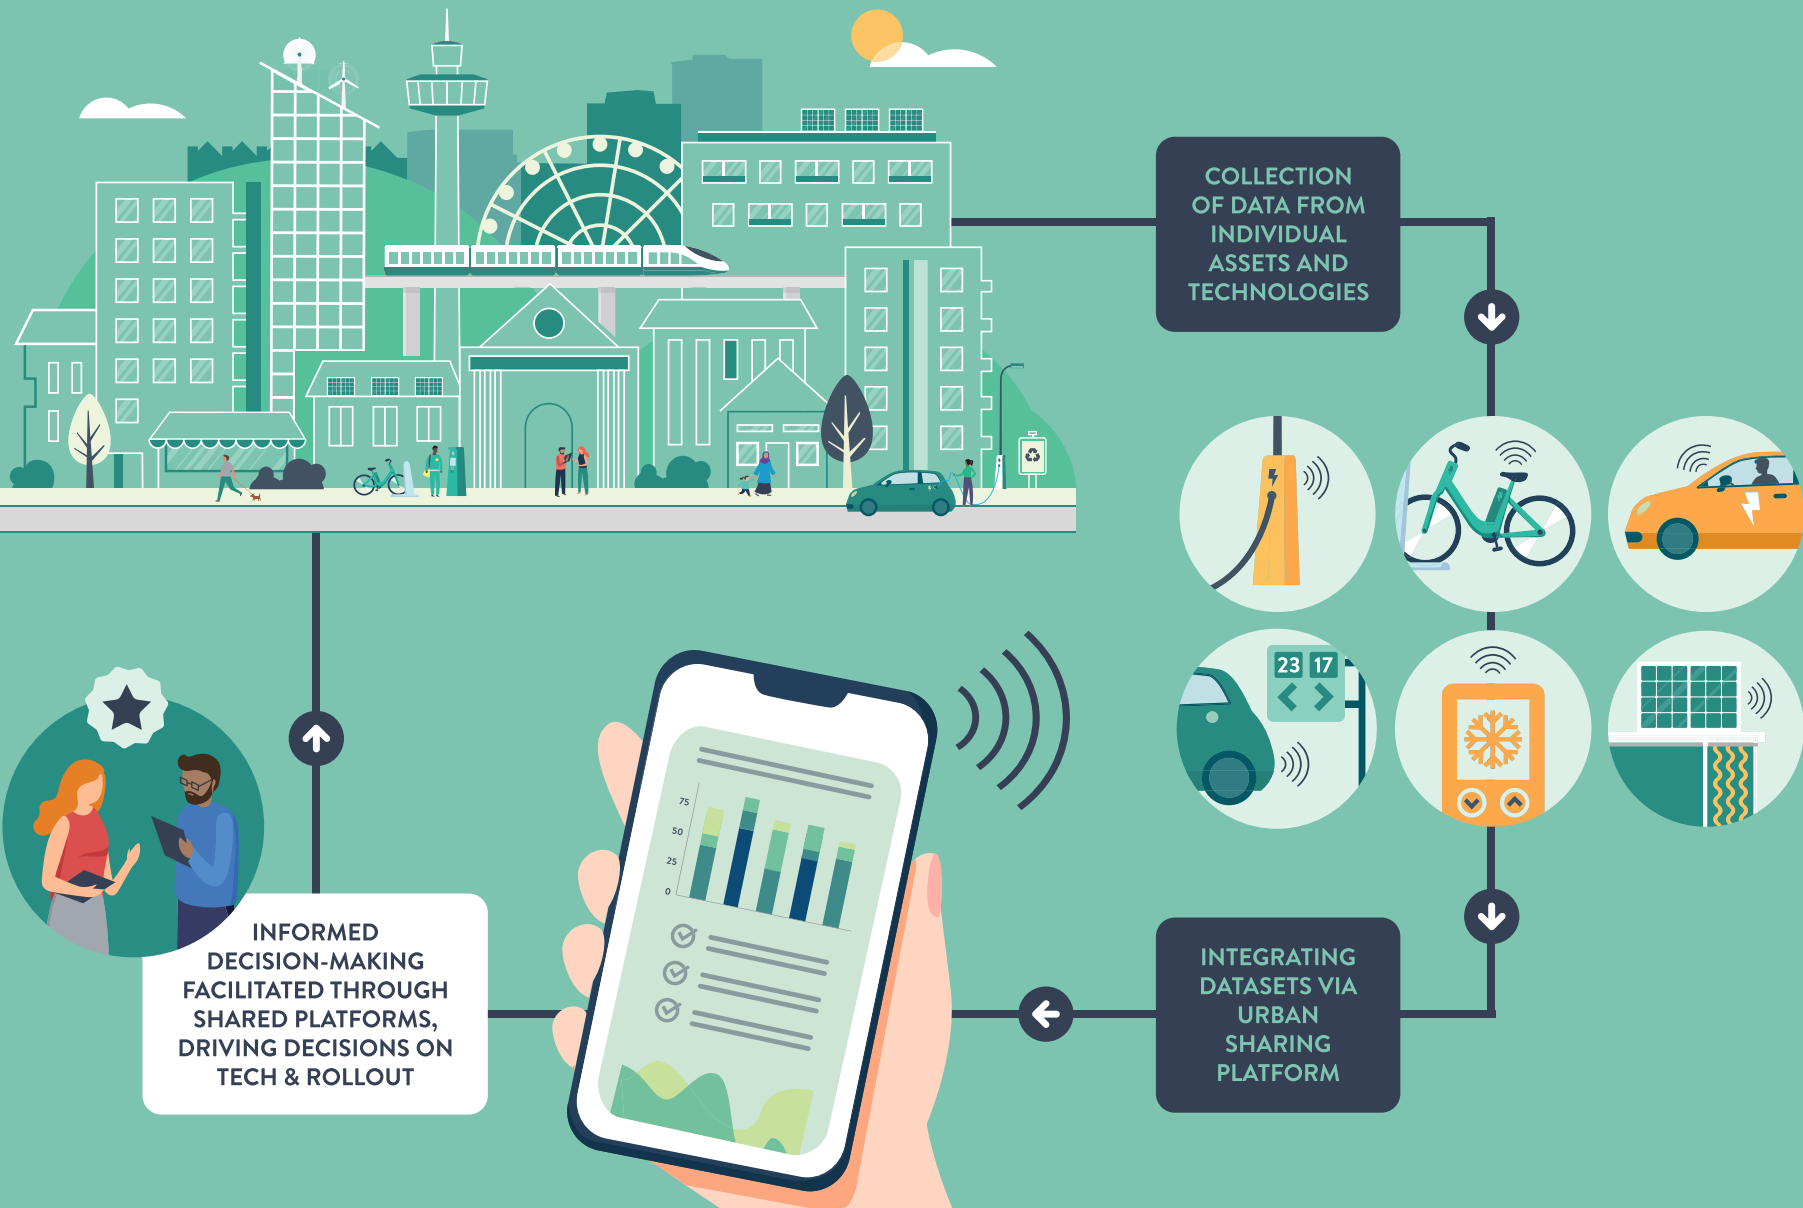 COLLECTION
OF DATA FROM
INDIVIDUAL
ASSETS AND
TECHNOLOGIES
23 17
75
50
25
0
INFORMED
DECISION-MAKING
FACILITATED THROUGH
SHARED PLATFORMS,
DRIVING DECISIONS ON
TECH & ROLLOUT
INTEGRATING
DATASETS VIA
URBAN
SHARING
PLATFORM